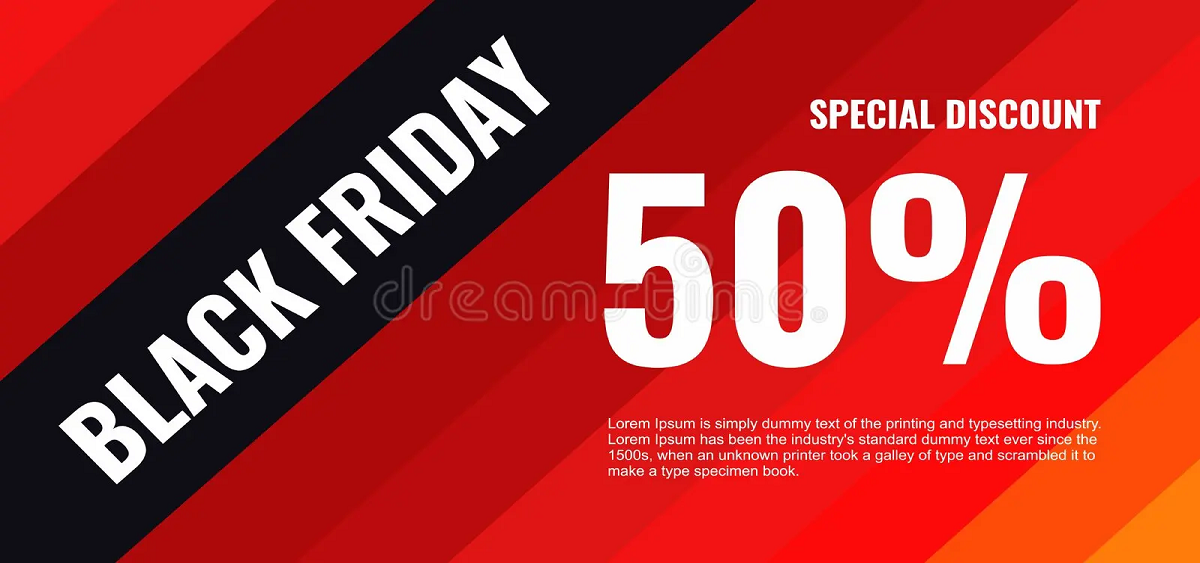 BLACK FRIDAY
SPECIAL DISCOUNT
50%
dreamstime.
Lorem Ipsum is simply dummy text of the printing and typesetting industry.
Lorem Ipsum has been the industry's standard dummy text ever since the
1500s, when an unknown printer took a galley of type and scrambled it to
make a type specimen book.